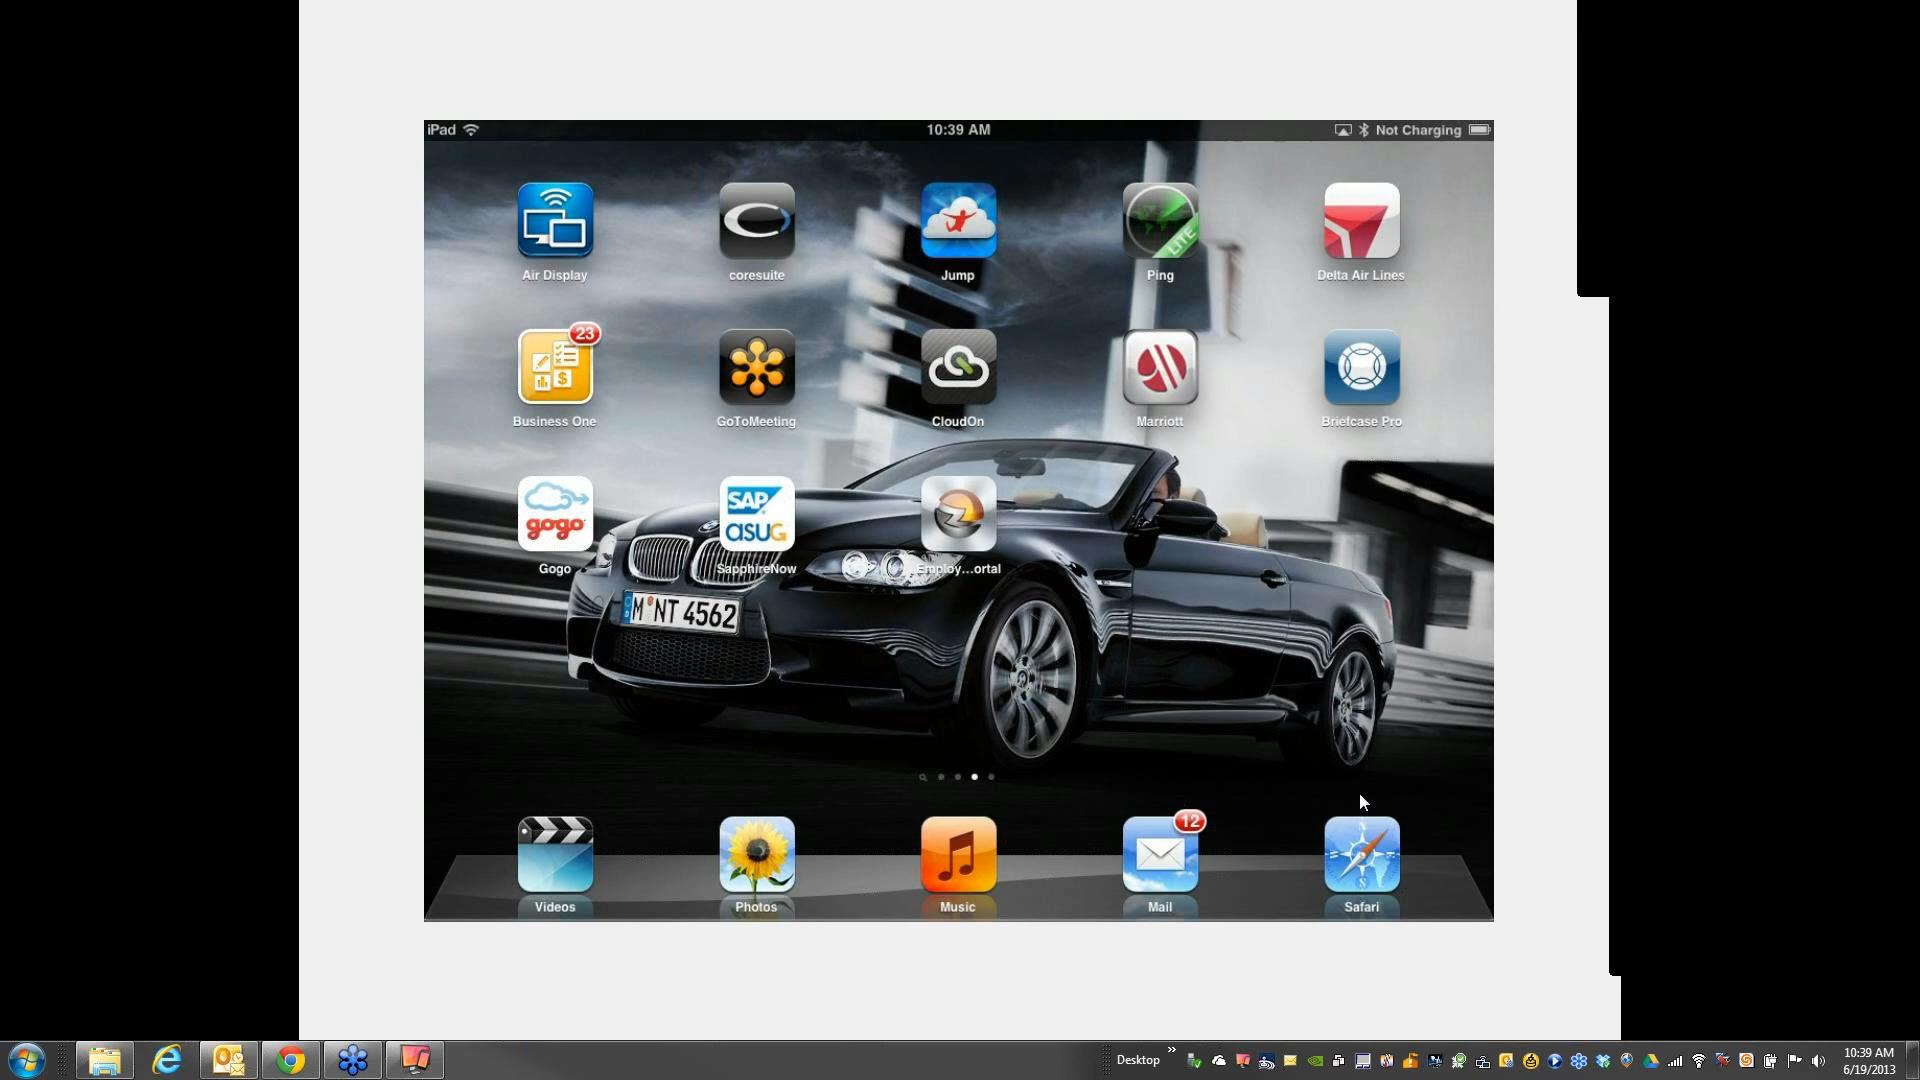 iPad 10:39 AM Not Charging
LITE
Air Display coresuite Jump Ping Delta Air Lines
23
$
Business One GoToMeeting CloudOn Marriott Briefcase Pro
gogo SAP asuG
Gogo SapphireNow Employ...ortal
M NT 4562
12
N
S
Videos Photos Music Mail Safari
Desktop » 10:39 AM
6/19/2013